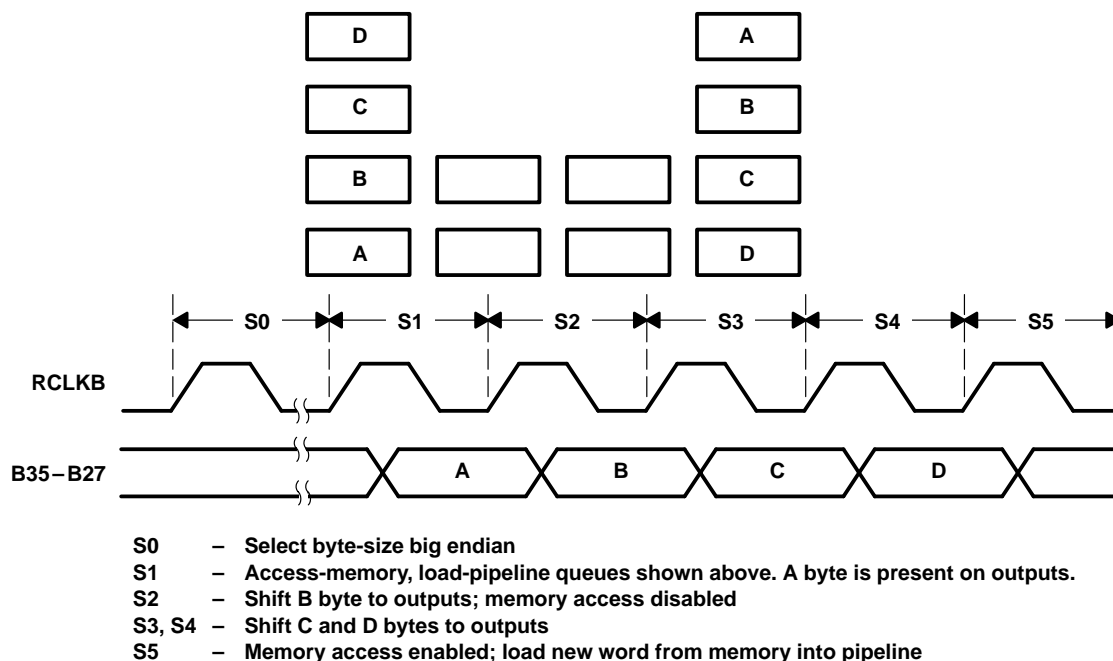 D A
C B
B C
A D
S0 S1 S2 S3 S4 S5
RCLKB
B35–B27 A B C D
S0 – Select byte-size big endian
S1 – Access-memory, load-pipeline queues shown above. A byte is present on outputs.
S2 – Shift B byte to outputs; memory access disabled
S3, S4 – Shift C and D bytes to outputs
S5 – Memory access enabled; load new word from memory into pipeline